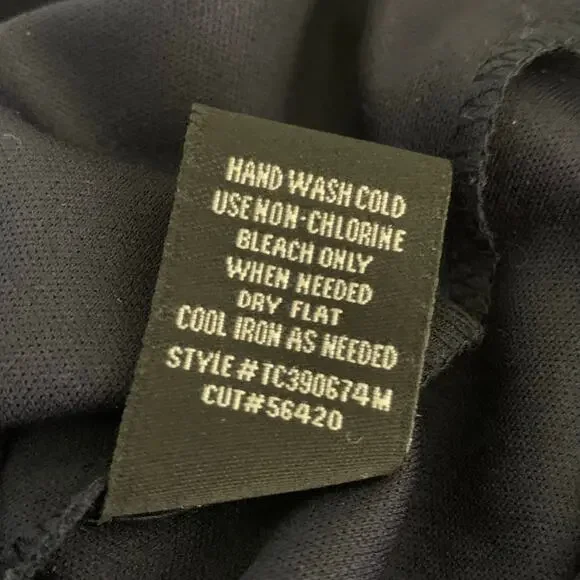 HAND WASH COLD
USE NON-CHLORINE
BLEACH ONLY
WHEN NEEDED
DRY FLAT
COOL IRON AS NEEDED
STYLE # TC390674M
CUT#56420